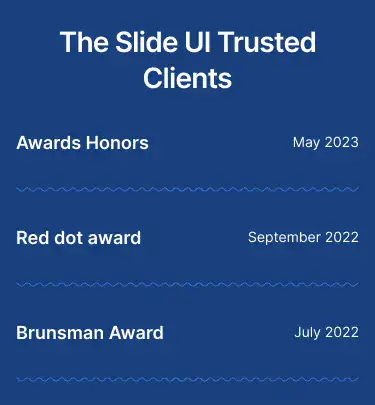 The Slide UI Trusted
Clients
Awards Honors May 2023
Red dot award September 2022
Brunsman Award July 2022